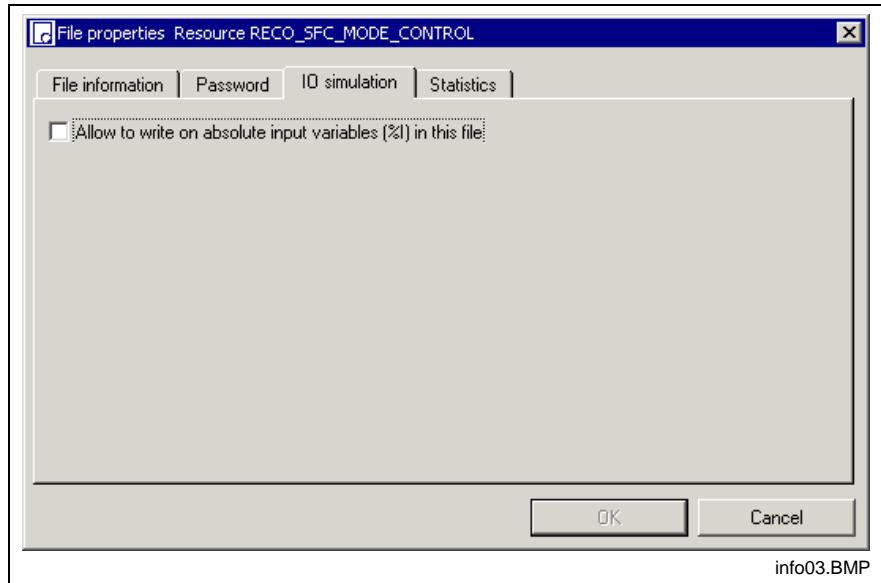 File properties Resource RECO_SFC_MODE_CONTROL
File information Password IO simulation Statistics
Allow to write on absolute input variables (%I) in this file
OK Cancel
info03.BMP